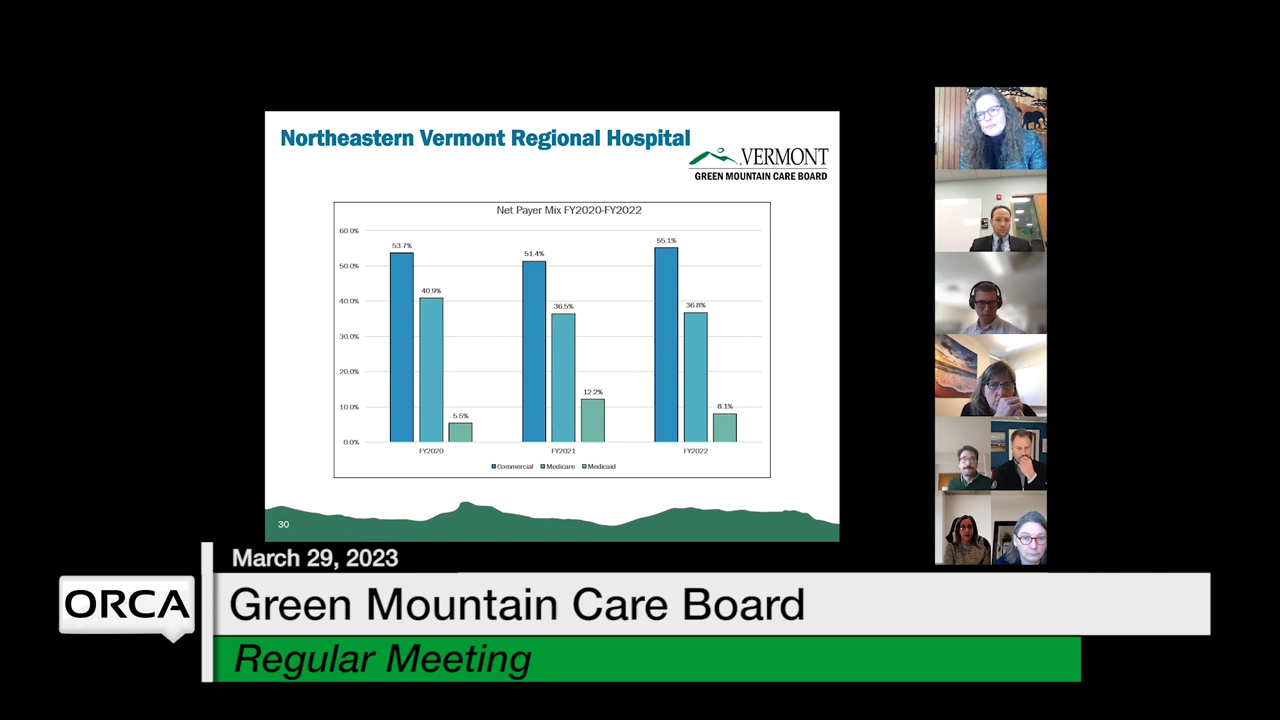 Northeastern Vermont Regional Hospital
VERMONT
GREEN MOUNTAIN CARE BOARD
Net Payer Mix FY2020-FY2022
60.0%
50.0%
40.0%
30.0%
20.0%
10.0%
0.0%
53.7%
40.9%
5.5%
51.4%
36.5%
12.2%
55.1%
36.8%
8.1%
FY2020
FY2021
FY2022
Commercial
Medicare
Medicaid
30
March 29, 2023
ORCA
Green Mountain Care Board
Regular Meeting